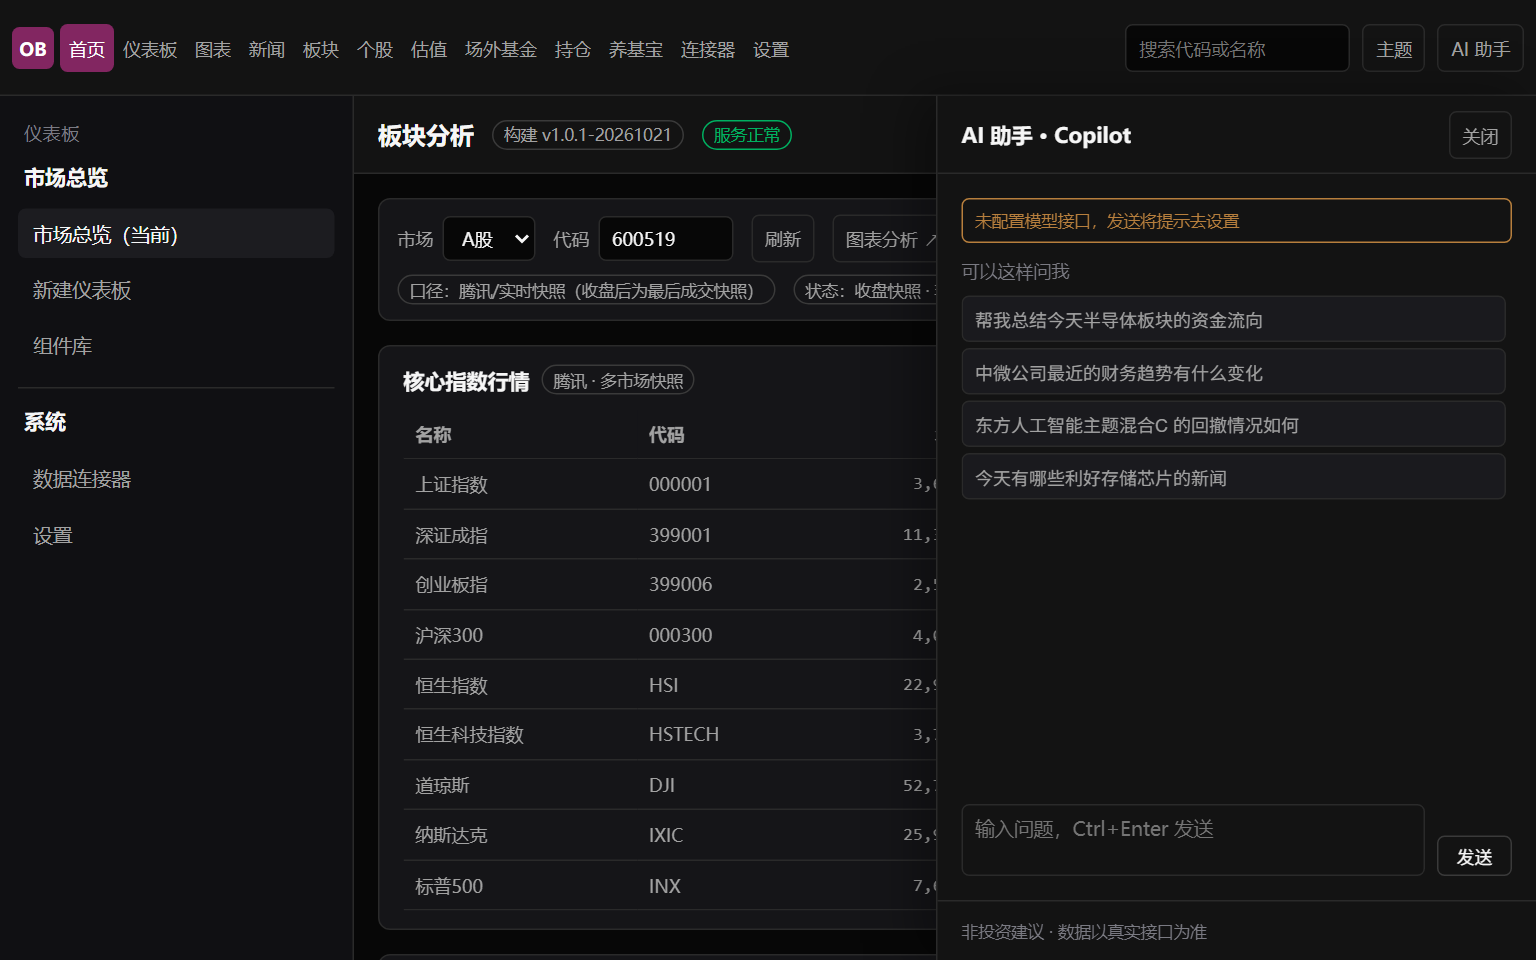 OB 首页 仪表板 图表 新闻 板块 个股 估值 场外基金 持仓 养基宝 连接器 设置 搜索代码或名称 主题 AI 助手
仪表板
市场总览
市场总览（当前）
新建仪表板
组件库
系统
数据连接器
设置
板块分析 构建 v1.0.1-20261021 服务正常
市场 A股 代码 600519 刷新 图表分析 ↗
口径：腾讯/实时快照（收盘后为最后成交快照） 状态：收盘快照 ·
核心指数行情 腾讯 · 多市场快照
名称 代码
上证指数 000001 3,
深证成指 399001 11,
创业板指 399006 2,
沪深300 000300 4,
恒生指数 HSI 22,
恒生科技指数 HSTECH 3,
道琼斯 DJI 52,
纳斯达克 IXIC 25,
标普500 INX 7,
AI 助手 • Copilot 关闭
未配置模型接口，发送将提示去设置
可以这样问我
帮我总结今天半导体板块的资金流向
中微公司最近的财务趋势有什么变化
东方人工智能主题混合C 的回撤情况如何
今天有哪些利好存储芯片的新闻
输入问题，Ctrl+Enter 发送
发送
非投资建议 · 数据以真实接口为准